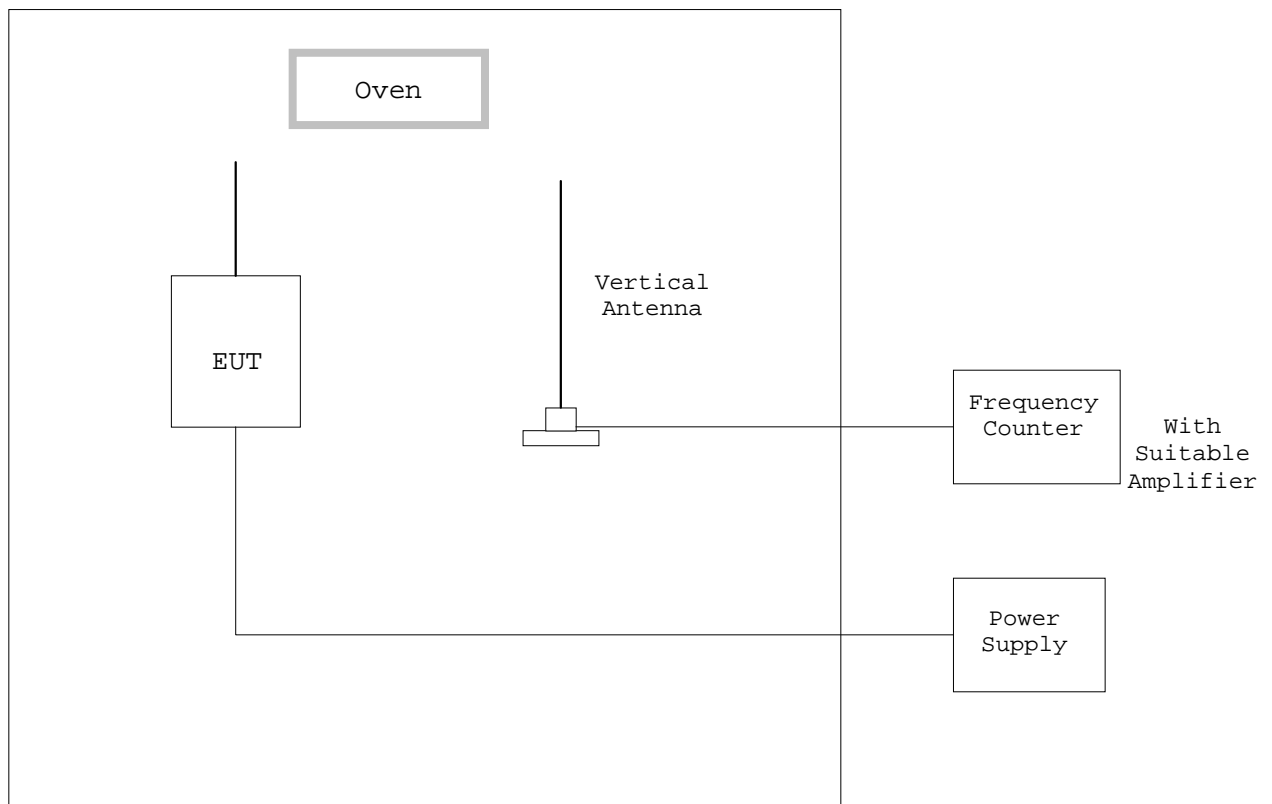 Oven
Vertical
Antenna
EUT
Frequency
Counter
With
Suitable
Amplifier
Power
Supply